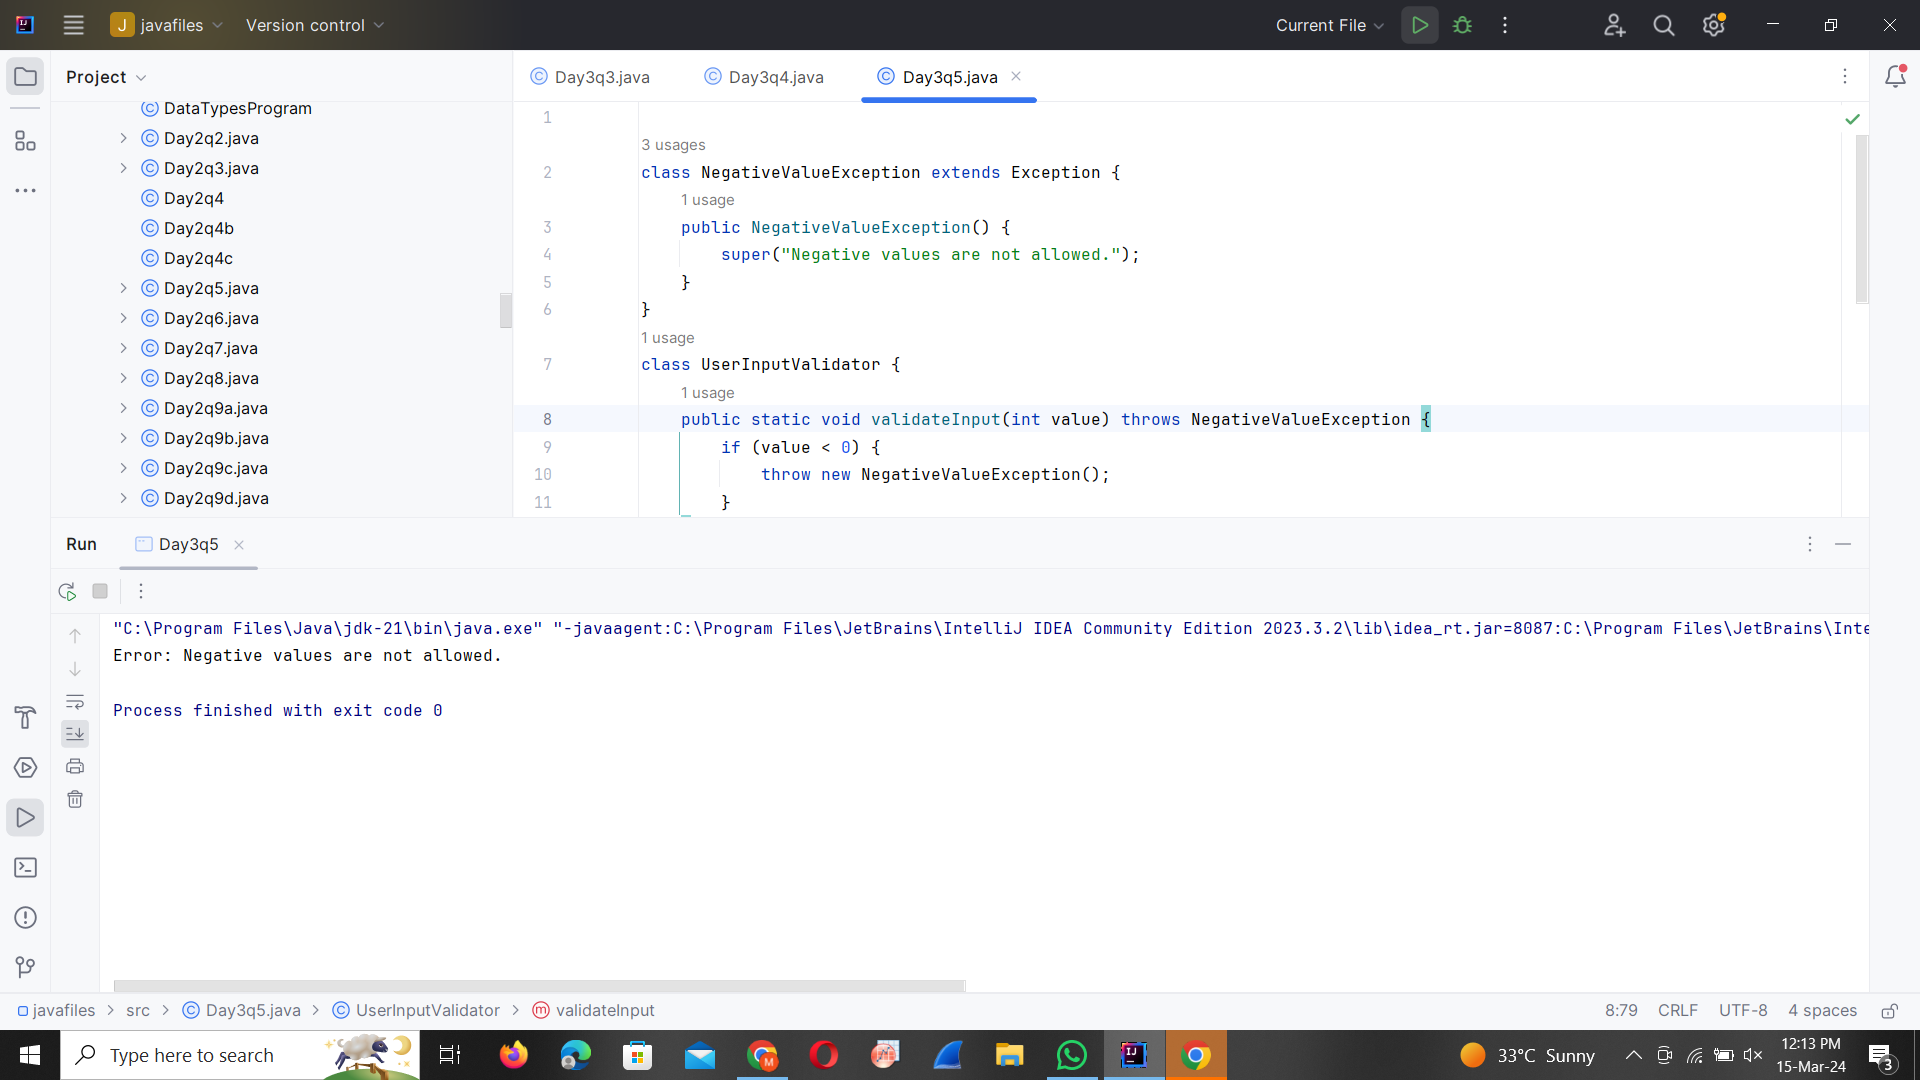 J javafiles Version control Current File
Project
DataTypesProgram
Day2q2.java
Day2q3.java
Day2q4
Day2q4b
Day2q4c
Day2q5.java
Day2q6.java
Day2q7.java
Day2q8.java
Day2q9a.java
Day2q9b.java
Day2q9c.java
Day2q9d.java
Day3q3.java Day3q4.java Day3q5.java
1
3 usages
2 class NegativeValueException extends Exception {
1 usage
3 public NegativeValueException() {
4 super("Negative values are not allowed.");
5 }
6 }
1 usage
7 class UserInputValidator {
1 usage
8 public static void validateInput(int value) throws NegativeValueException {
9 if (value < 0) {
10 throw new NegativeValueException();
11 }
Run Day3q5
"C:\Program Files\Java\jdk-21\bin\java.exe" "-javaagent:C:\Program Files\JetBrains\IntelliJ IDEA Community Edition 2023.3.2\lib\idea_rt.jar=8087:C:\Program Files\JetBrains\Inte
Error: Negative values are not allowed.
Process finished with exit code 0
javafiles > src > Day3q5.java > UserInputValidator > validateInput 8:79 CRLF UTF-8 4 spaces
Type here to search
33°C Sunny
12:13 PM
15-Mar-24
3